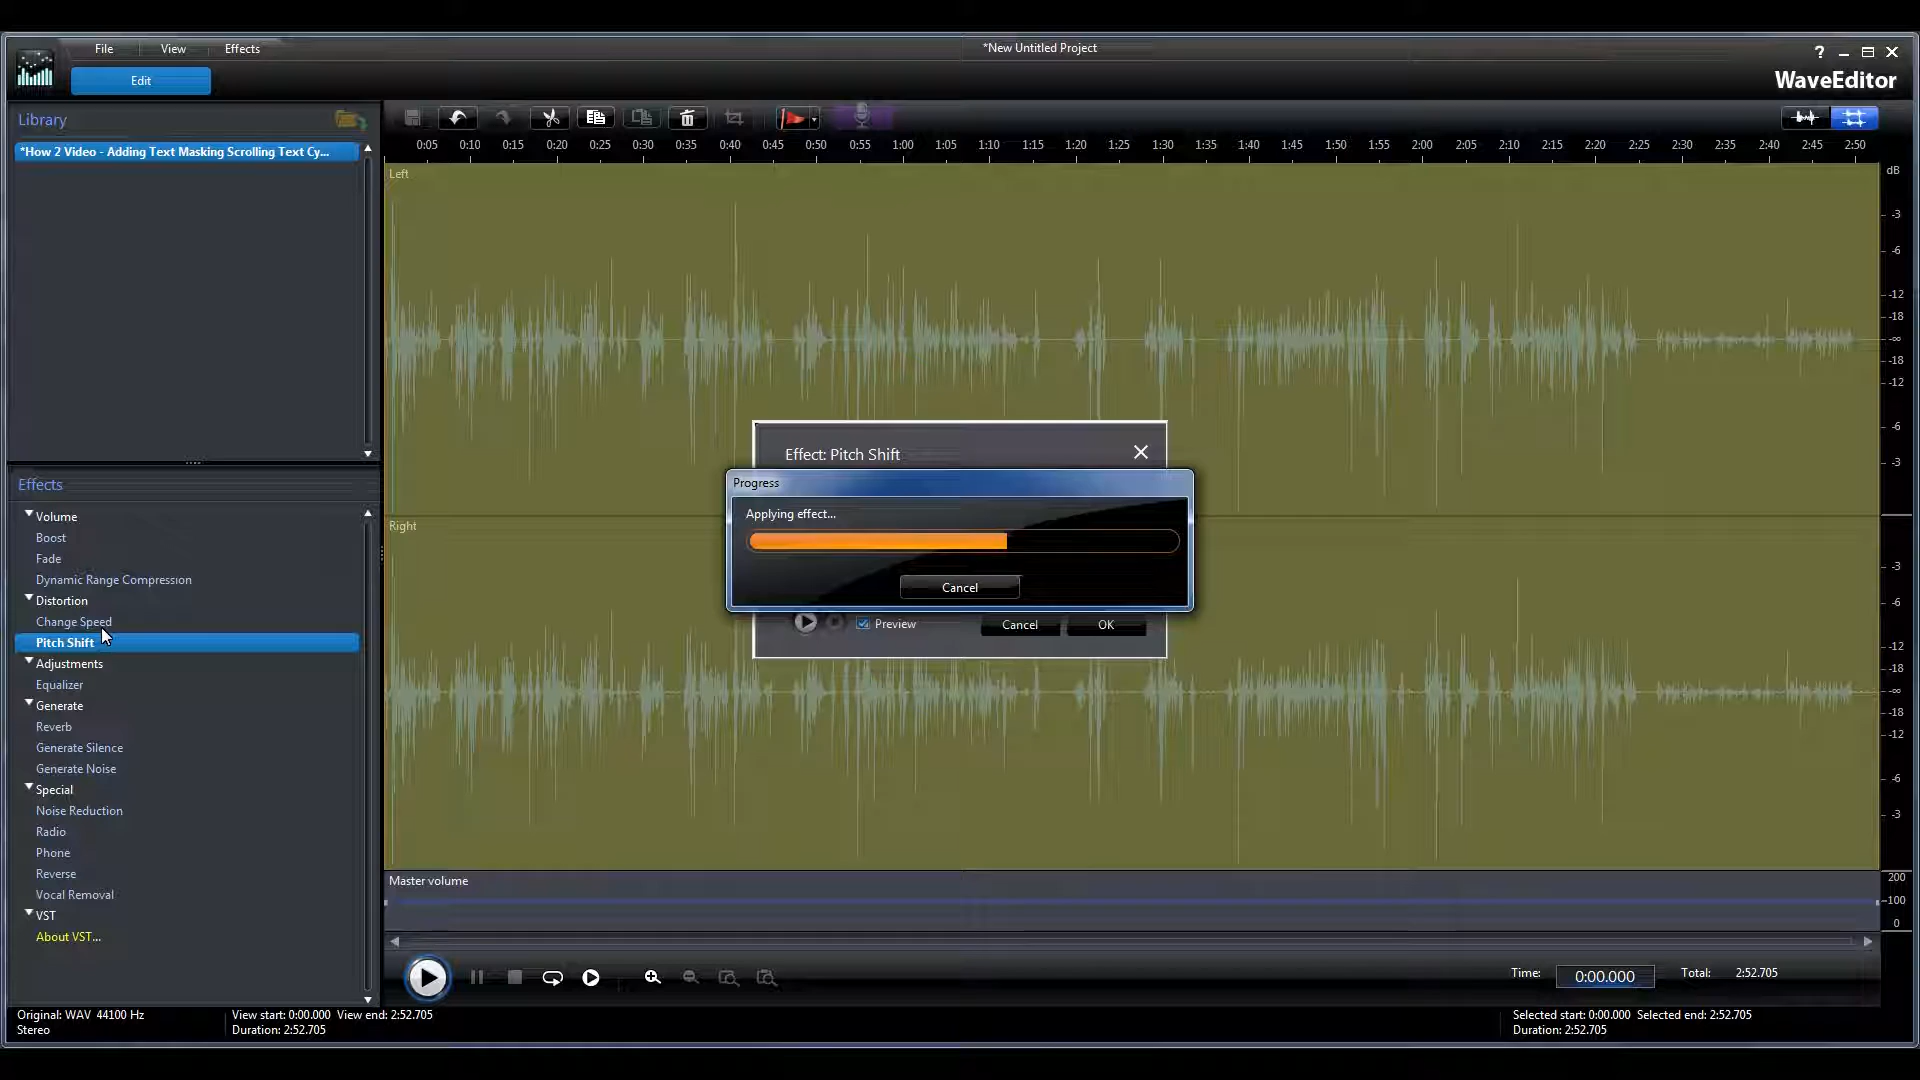 File View Effects
*New Untitled Project
?
Edit
WaveEditor
Library
*How 2 Video - Adding Text Masking Scrolling Text Cy...
0:05 0:10 0:15 0:20 0:25 0:30 0:35 0:40 0:45 0:50 0:55 1:00 1:05 1:10 1:15 1:20 1:25 1:30 1:35 1:40 1:45 1:50 1:55 2:00 2:05 2:10 2:15 2:20 2:25 2:30 2:35 2:40 2:45 2:50
Left
dB
-3
-6
-12
-18
-∞
-18
-12
-6
-3
Effect: Pitch Shift
Progress
Applying effect...
Cancel
Preview
Cancel
OK
Right
-3
-6
-12
-18
-∞
-18
-12
-6
-3
Effects
Volume
Boost
Fade
Dynamic Range Compression
Distortion
Change Speed
Pitch Shift
Adjustments
Equalizer
Generate
Reverb
Generate Silence
Generate Noise
Special
Noise Reduction
Radio
Phone
Reverse
Vocal Removal
VST
About VST...
Master volume
200
100
0
Time: 0:00.000 Total: 2:52.705
Original: WAV 44100 Hz
Stereo
View start: 0:00.000 View end: 2:52.705
Duration: 2:52.705
Selected start: 0:00.000 Selected end: 2:52.705
Duration: 2:52.705